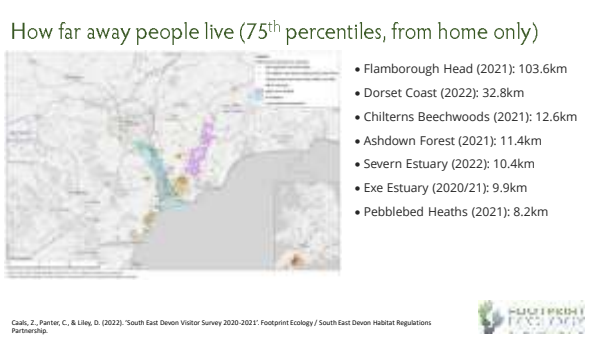 How far away people live (75th percentiles, from home only)
• Flamborough Head (2021): 103.6km
• Dorset Coast (2022): 32.8km
• Chilterns Beechwoods (2021): 12.6km
• Ashdown Forest (2021): 11.4km
• Severn Estuary (2022): 10.4km
• Exe Estuary (2020/21): 9.9km
• Pebblebed Heaths (2021): 8.2km
Caals, Z., Panter, C., & Liley, D. (2022). 'South East Devon Visitor Survey 2020-2021'. Footprint Ecology / South East Devon Habitat Regulations
Partnership.
FOOTPRINT
ECOLOGY